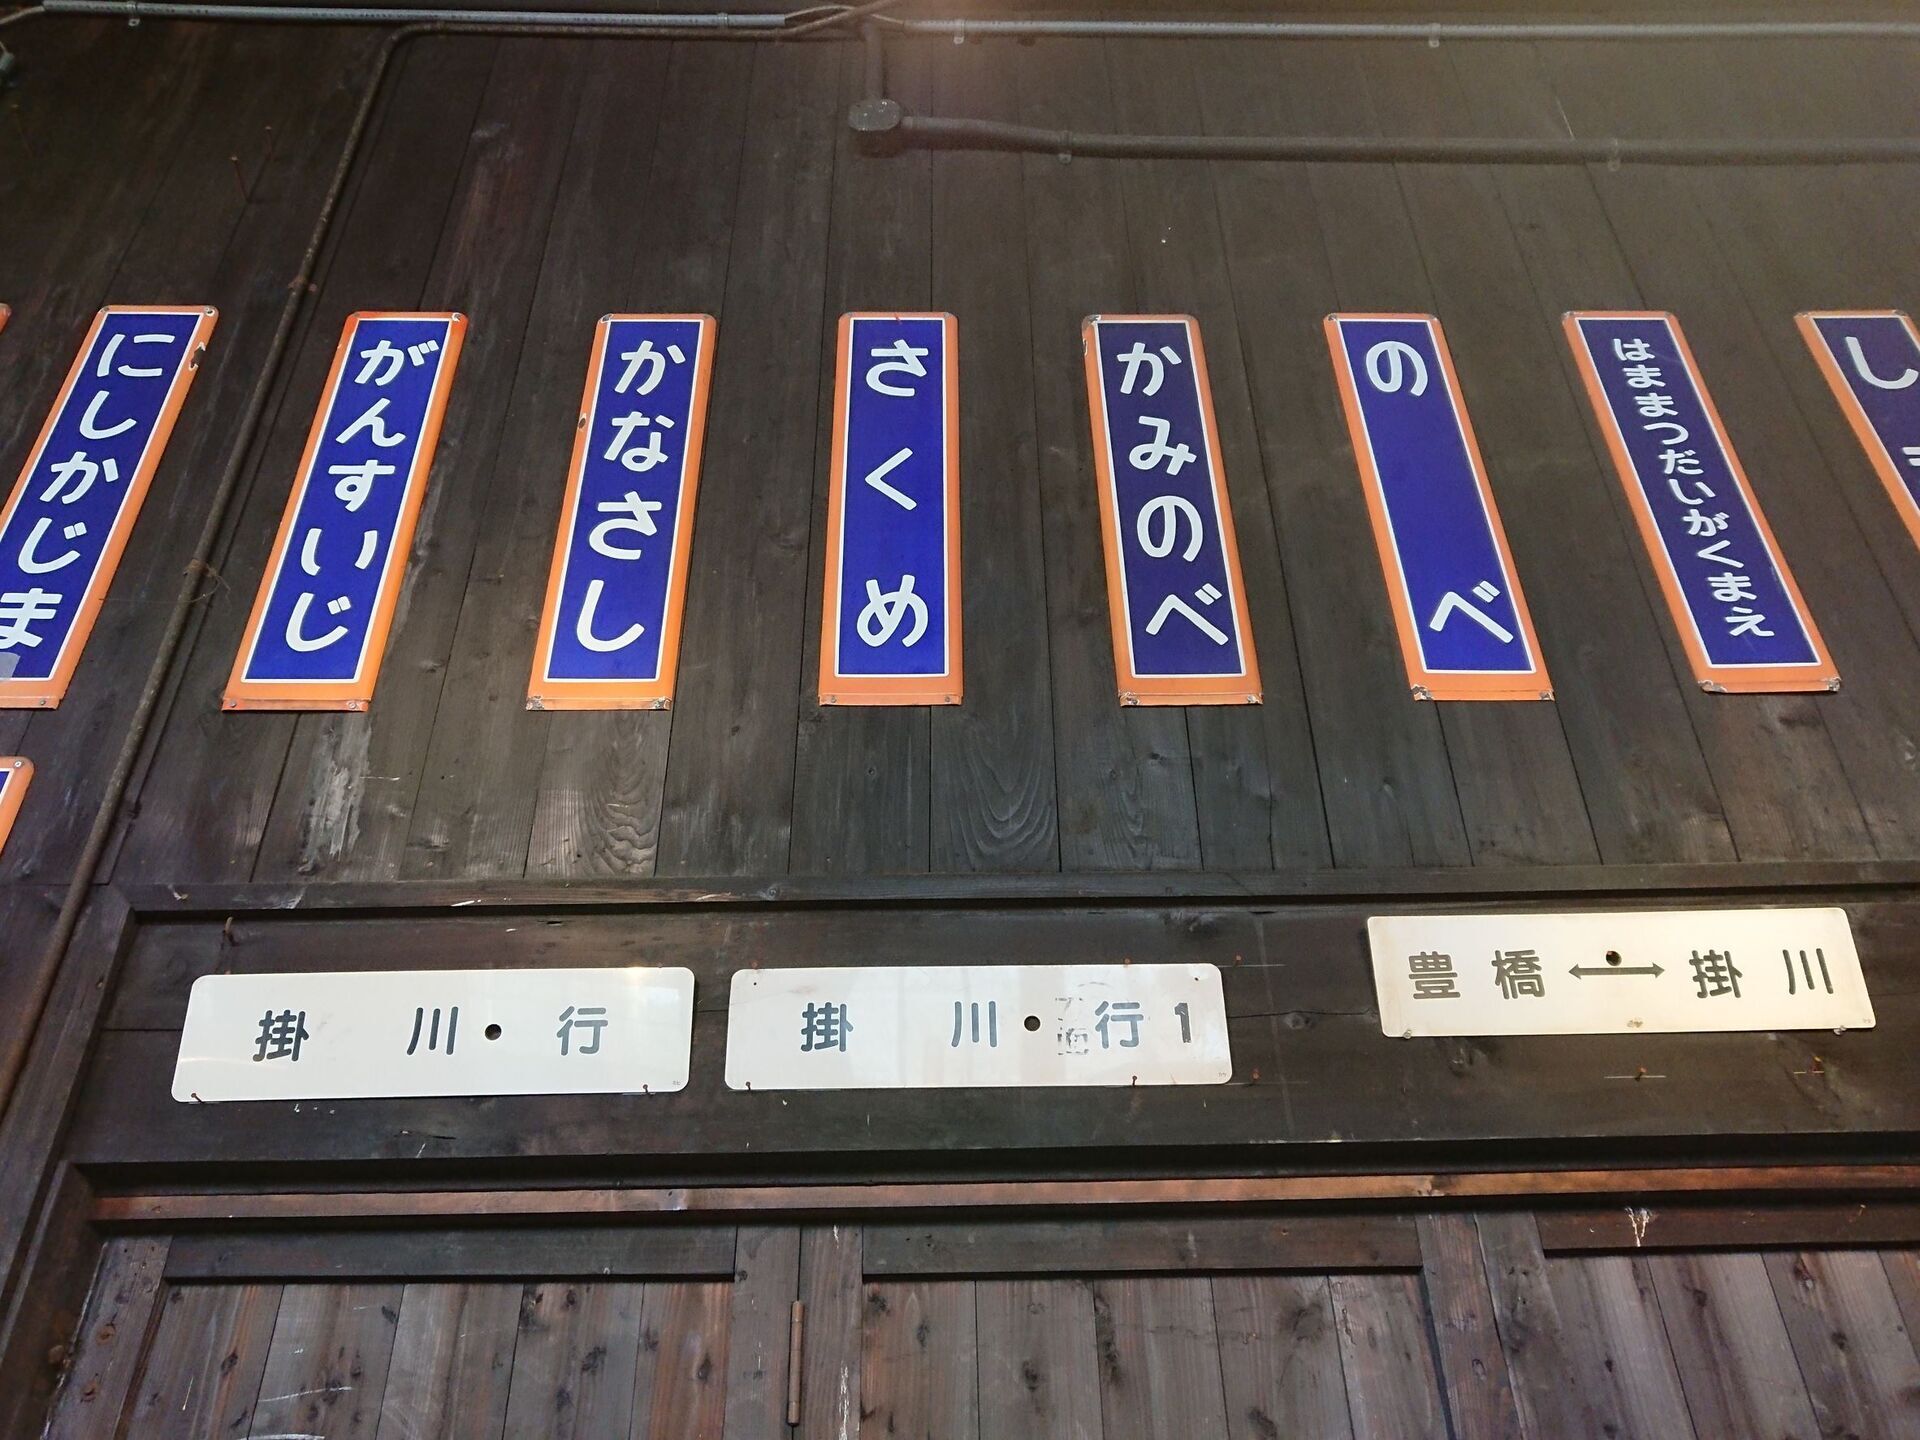 にしかじま
がんすいじ
かなさし
さくめ
かみのべ
のべ
はままつだいがくまえ
し
掛川行
掛川行1
豊橋↔掛川